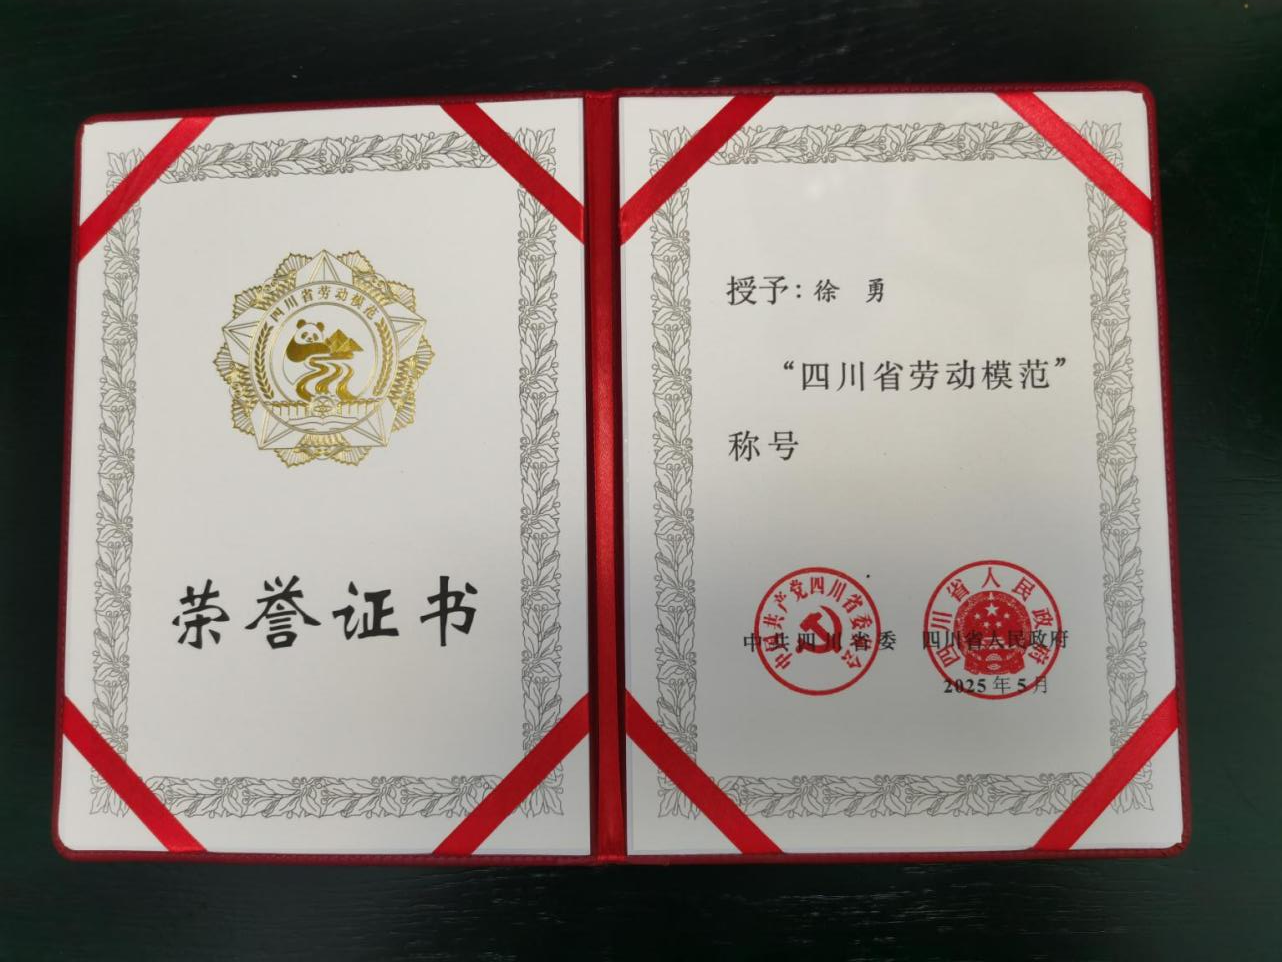 四川省劳动模范
荣誉证书
授予：徐 勇
“四川省劳动模范”
称号
中国共产党四川省委员会
中共四川省委
四川省人民政府
四川省人民政府
2025年5月